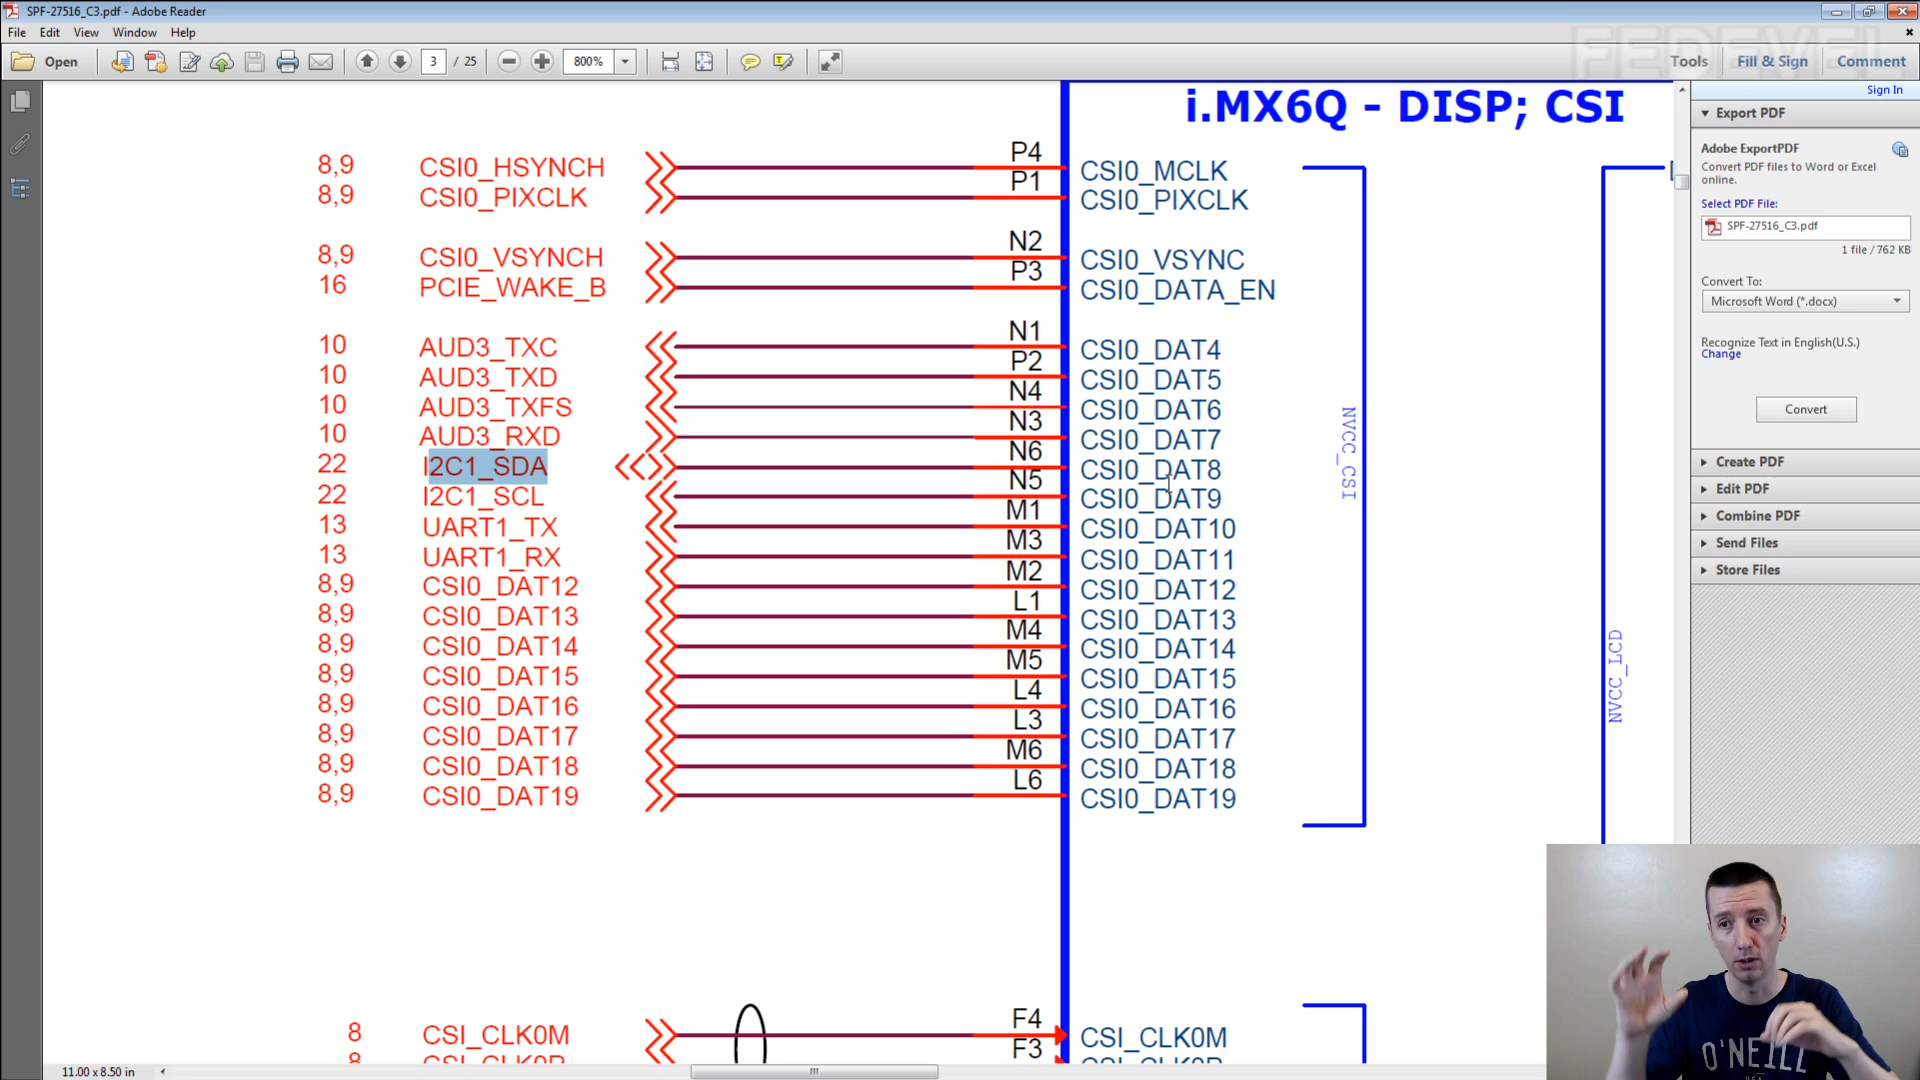 SPF-27516_C3.pdf - Adobe Reader
File Edit View Window Help
FEDEVEL
Open 3 / 25 800% Tools Fill & Sign Comment
Sign In
i.MX6Q - DISP; CSI
8,9 CSI0_HSYNCH P4 CSI0_MCLK
8,9 CSI0_PIXCLK P1 CSI0_PIXCLK
8,9 CSI0_VSYNCH N2 CSI0_VSYNC
16 PCIE_WAKE_B P3 CSI0_DATA_EN
10 AUD3_TXC N1 CSI0_DAT4
10 AUD3_TXD P2 CSI0_DAT5
10 AUD3_TXFS N4 CSI0_DAT6
10 AUD3_RXD N3 CSI0_DAT7
22 I2C1_SDA N6 CSI0_DAT8
22 I2C1_SCL N5 CSI0_DAT9
13 UART1_TX M1 CSI0_DAT10
13 UART1_RX M3 CSI0_DAT11
8,9 CSI0_DAT12 M2 CSI0_DAT12
8,9 CSI0_DAT13 L1 CSI0_DAT13
8,9 CSI0_DAT14 M4 CSI0_DAT14
8,9 CSI0_DAT15 M5 CSI0_DAT15
8,9 CSI0_DAT16 L4 CSI0_DAT16
8,9 CSI0_DAT17 L3 CSI0_DAT17
8,9 CSI0_DAT18 M6 CSI0_DAT18
8,9 CSI0_DAT19 L6 CSI0_DAT19
NVCC_CSI
NVCC_LCD
8 CSI_CLK0M F4 CSI_CLK0M
F3
Export PDF
Adobe ExportPDF
Convert PDF files to Word or Excel
online.
Select PDF File:
SPF-27516_C3.pdf
1 file / 762 KB
Convert To:
Microsoft Word (*.docx)
Recognize Text in English(U.S.)
Change
Convert
Create PDF
Edit PDF
Combine PDF
Send Files
Store Files
O'NEILL
11.00 x 8.50 in